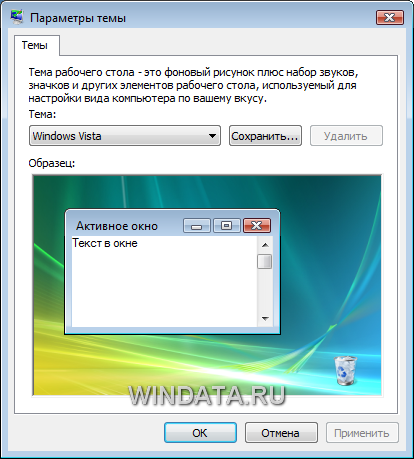 Параметры темы
Темы
Тема рабочего стола - это фоновый рисунок плюс набор звуков,
значков и других элементов рабочего стола, используемый для
настройки вида компьютера по вашему вкусу.
Тема:
Windows Vista
Сохранить...
Удалить
Образец:
Активное окно
Текст в окне
WINDATA.RU
OK
Отмена
Применить